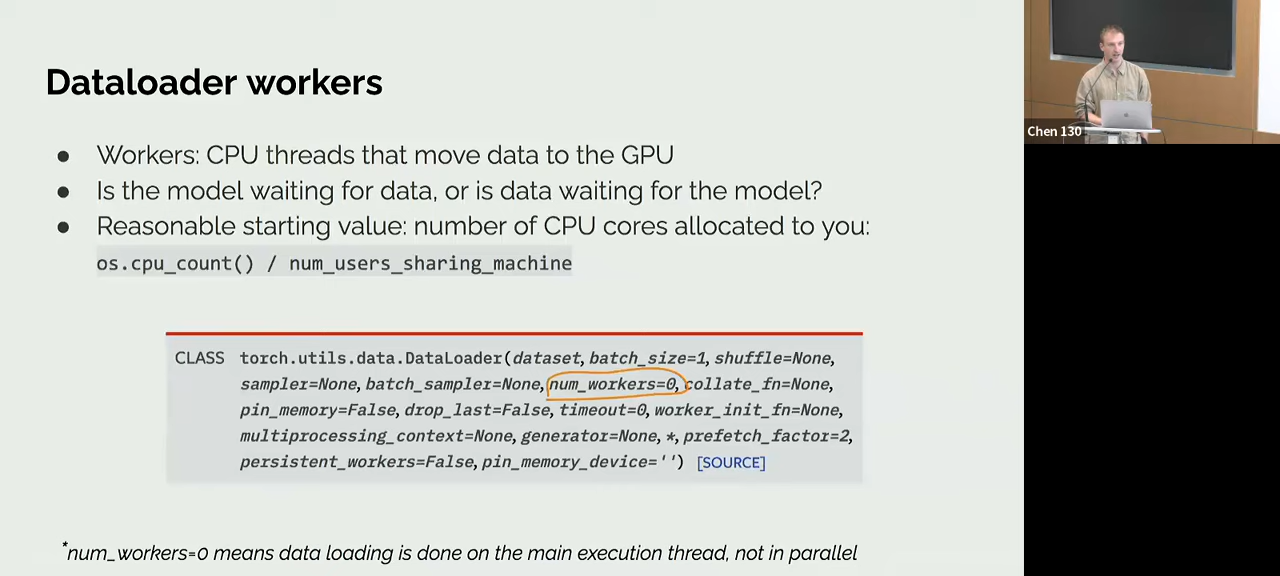 Dataloader workers
● Workers: CPU threads that move data to the GPU
● Is the model waiting for data, or is data waiting for the model?
● Reasonable starting value: number of CPU cores allocated to you:
os.cpu_count() / num_users_sharing_machine
CLASS torch.utils.data.DataLoader(dataset, batch_size=1, shuffle=None,
sampler=None, batch_sampler=None, num_workers=0, collate_fn=None,
pin_memory=False, drop_last=False, timeout=0, worker_init_fn=None,
multiprocessing_context=None, generator=None, *, prefetch_factor=2,
persistent_workers=False, pin_memory_device='') [SOURCE]
*num_workers=0 means data loading is done on the main execution thread, not in parallel
Chen 130